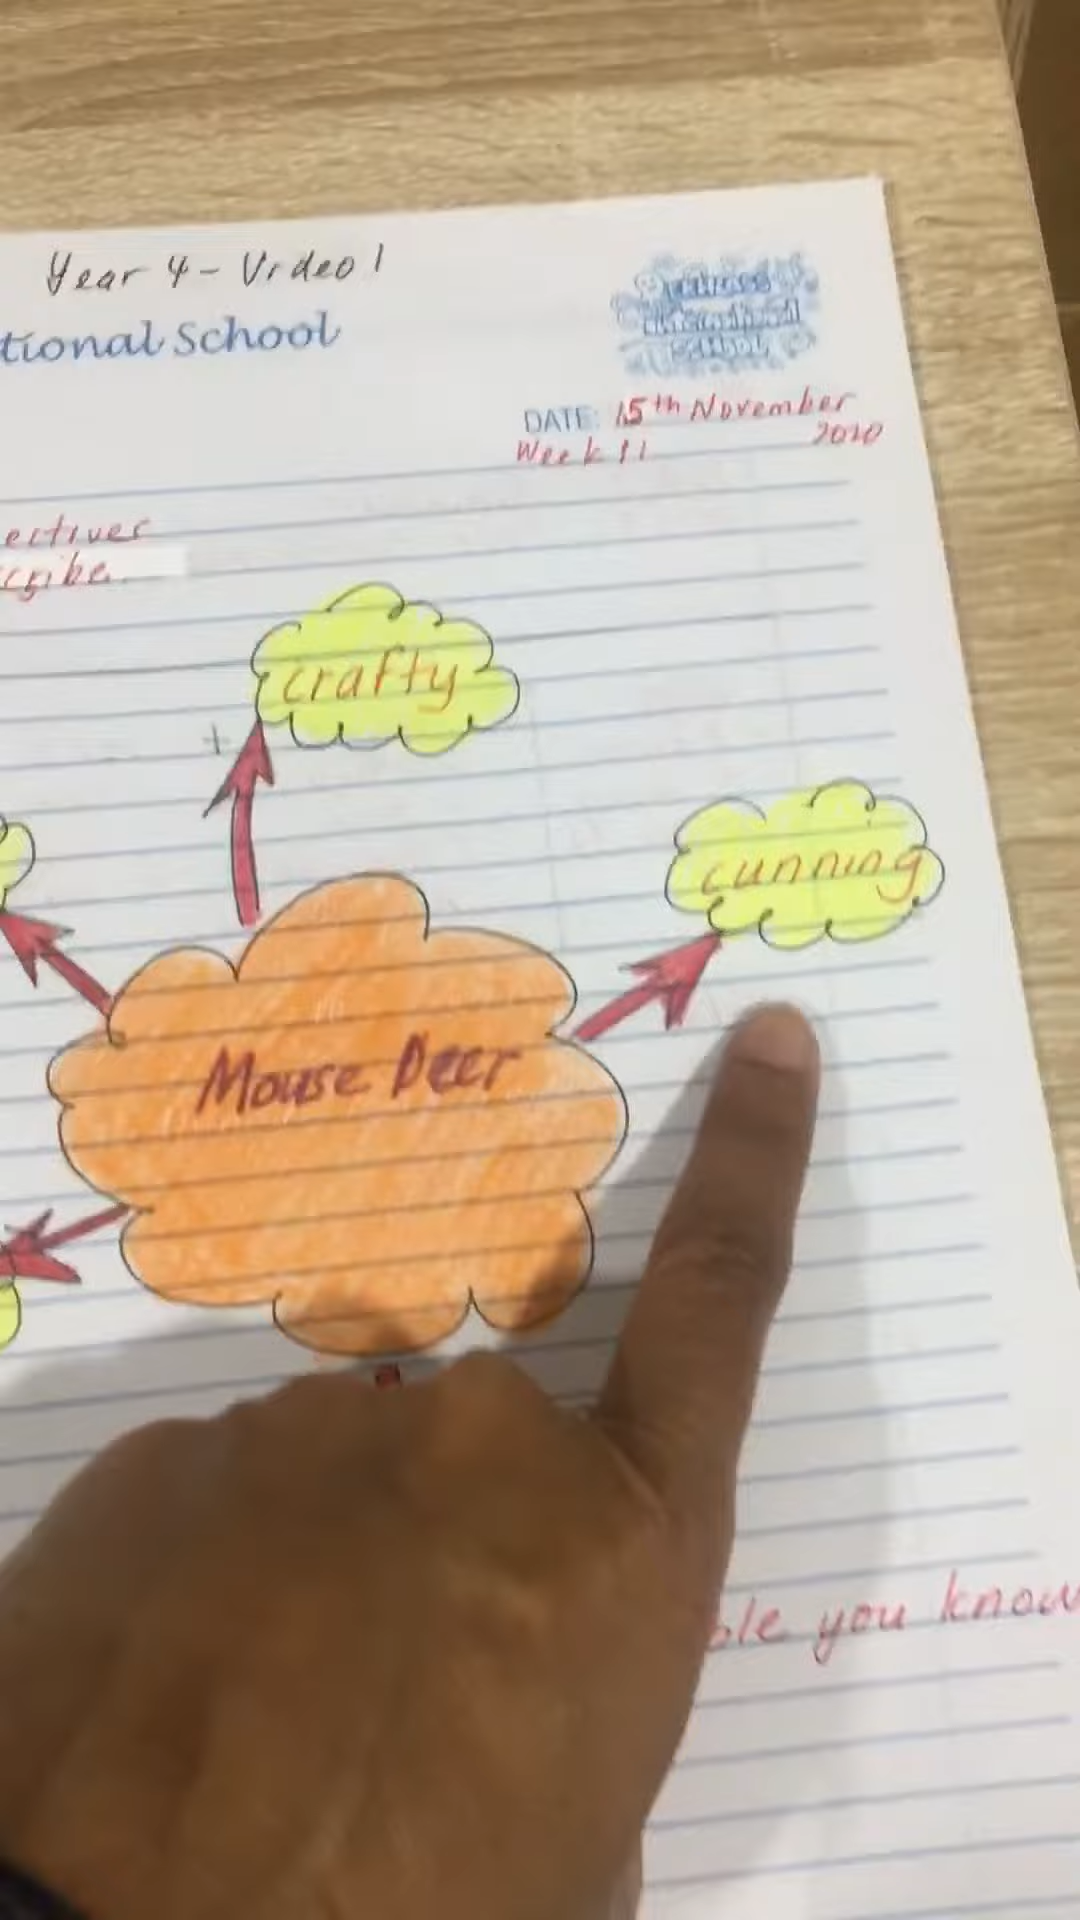 Year 4 - Video 1
tional School
DATE: 15th November
Week 11 2020
ectives
scribe.
crafty
cunning
Mouse Deer
ble you know